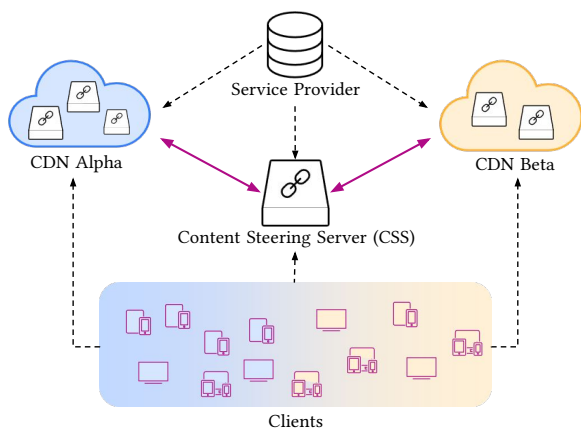 Service Provider
CDN Alpha
CDN Beta
Content Steering Server (CSS)
Clients